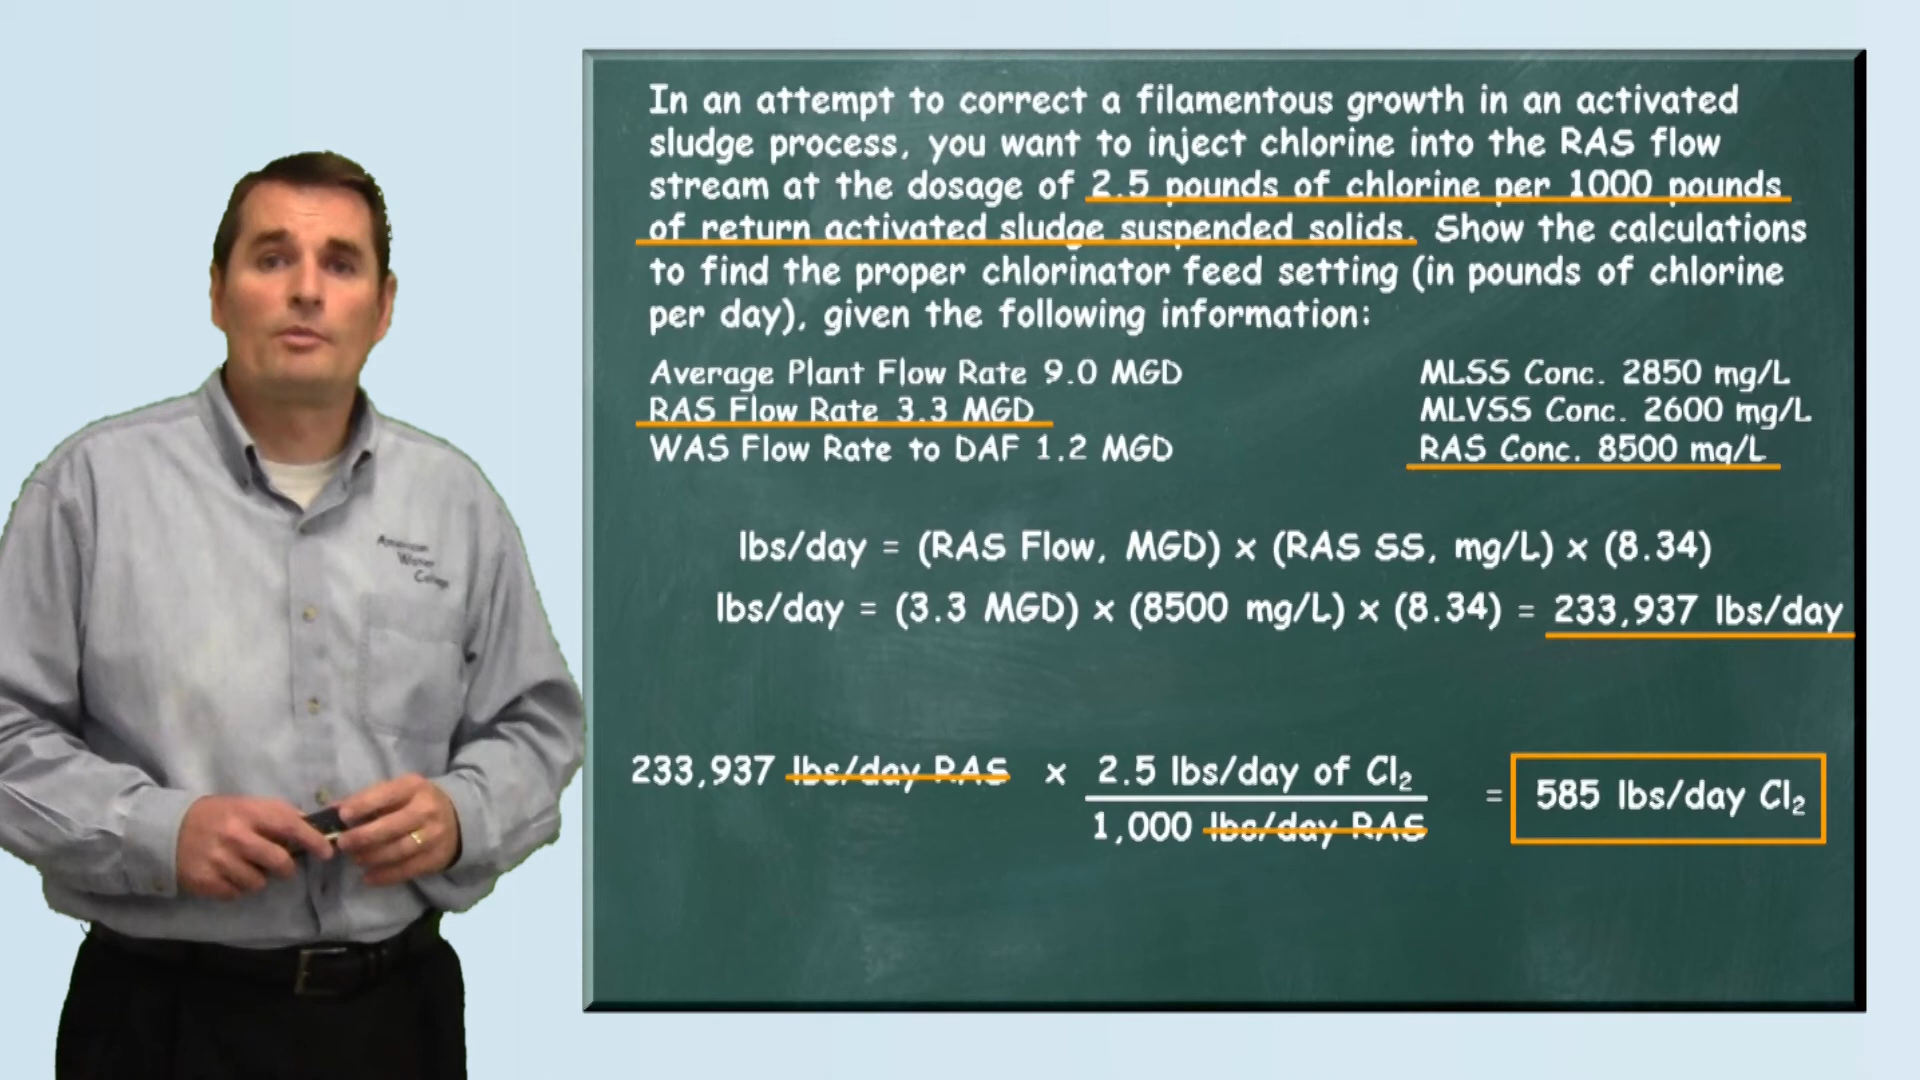 In an attempt to correct a filamentous growth in an activated
sludge process, you want to inject chlorine into the RAS flow
stream at the dosage of 2.5 pounds of chlorine per 1000 pounds
of return activated sludge suspended solids. Show the calculations
to find the proper chlorinator feed setting (in pounds of chlorine
per day), given the following information:
Average Plant Flow Rate 9.0 MGD
RAS Flow Rate 3.3 MGD
WAS Flow Rate to DAF 1.2 MGD
MLSS Conc. 2850 mg/L
MLVSS Conc. 2600 mg/L
RAS Conc. 8500 mg/L
lbs/day = (RAS Flow, MGD) x (RAS SS, mg/L) x (8.34)
lbs/day = (3.3 MGD) x (8500 mg/L) x (8.34) = 233,937 lbs/day
233,937 lbs/day RAS x 2.5 lbs/day of Cl₂
1,000 lbs/day RAS
= 585 lbs/day Cl₂
American
Water
College